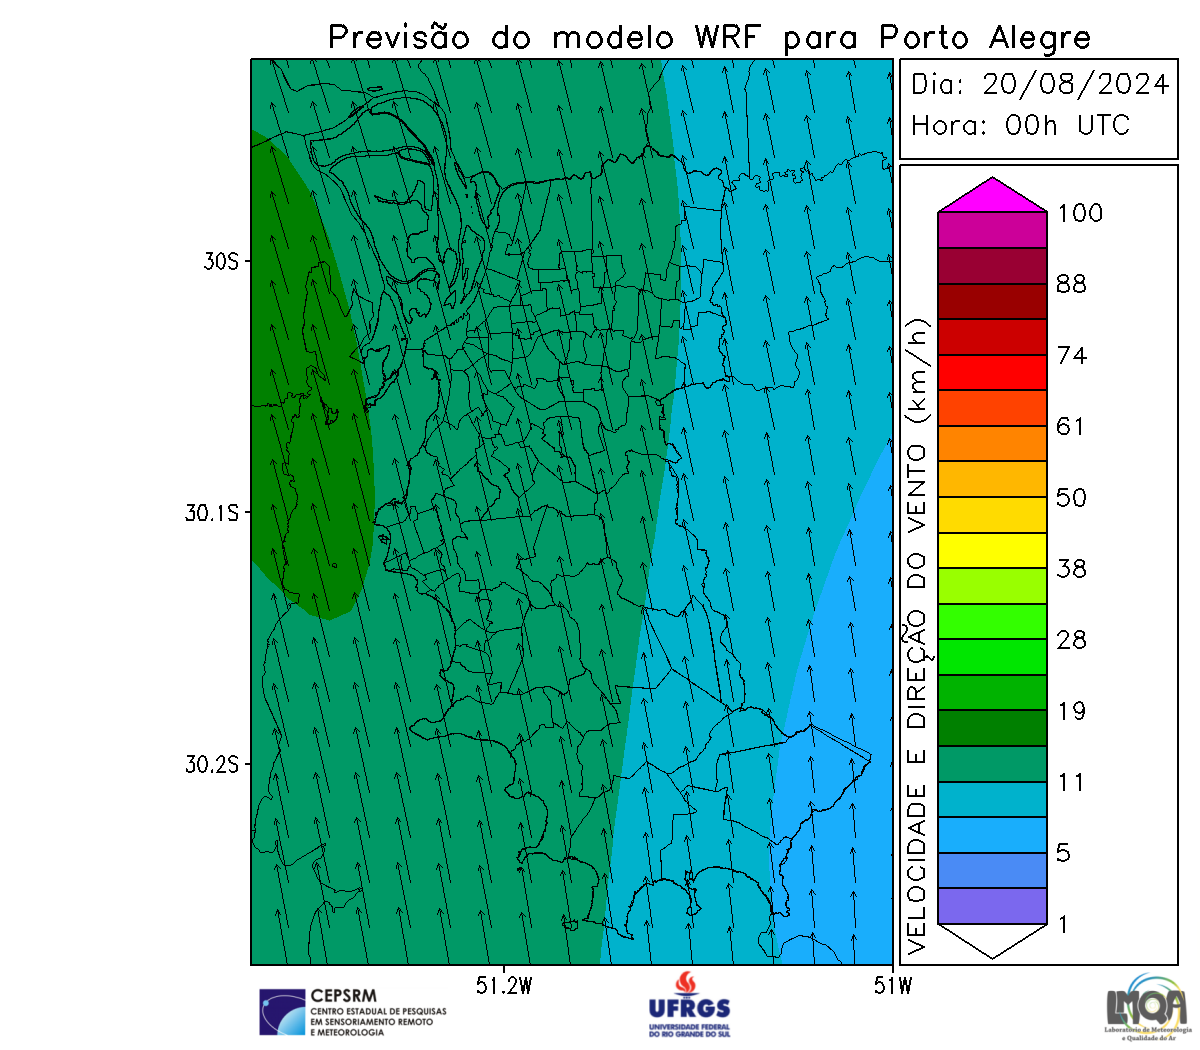 Previsão do modelo WRF para Porto Alegre
Dia: 20/08/2024
Hora: 00h UTC
30S
30.1S
30.2S
51.2W
51W
VELOCIDADE E DIREÇÃO DO VENTO (km/h)
100
88
74
61
50
38
28
19
11
5
1
CEPSRM
CENTRO ESTADUAL DE PESQUISAS
EM SENSORIAMENTO REMOTO
E METEOROLOGIA
UFRGS
UNIVERSIDADE FEDERAL
DO RIO GRANDE DO SUL
LMQA
Laboratório de Meteorologia
e Qualidade do Ar